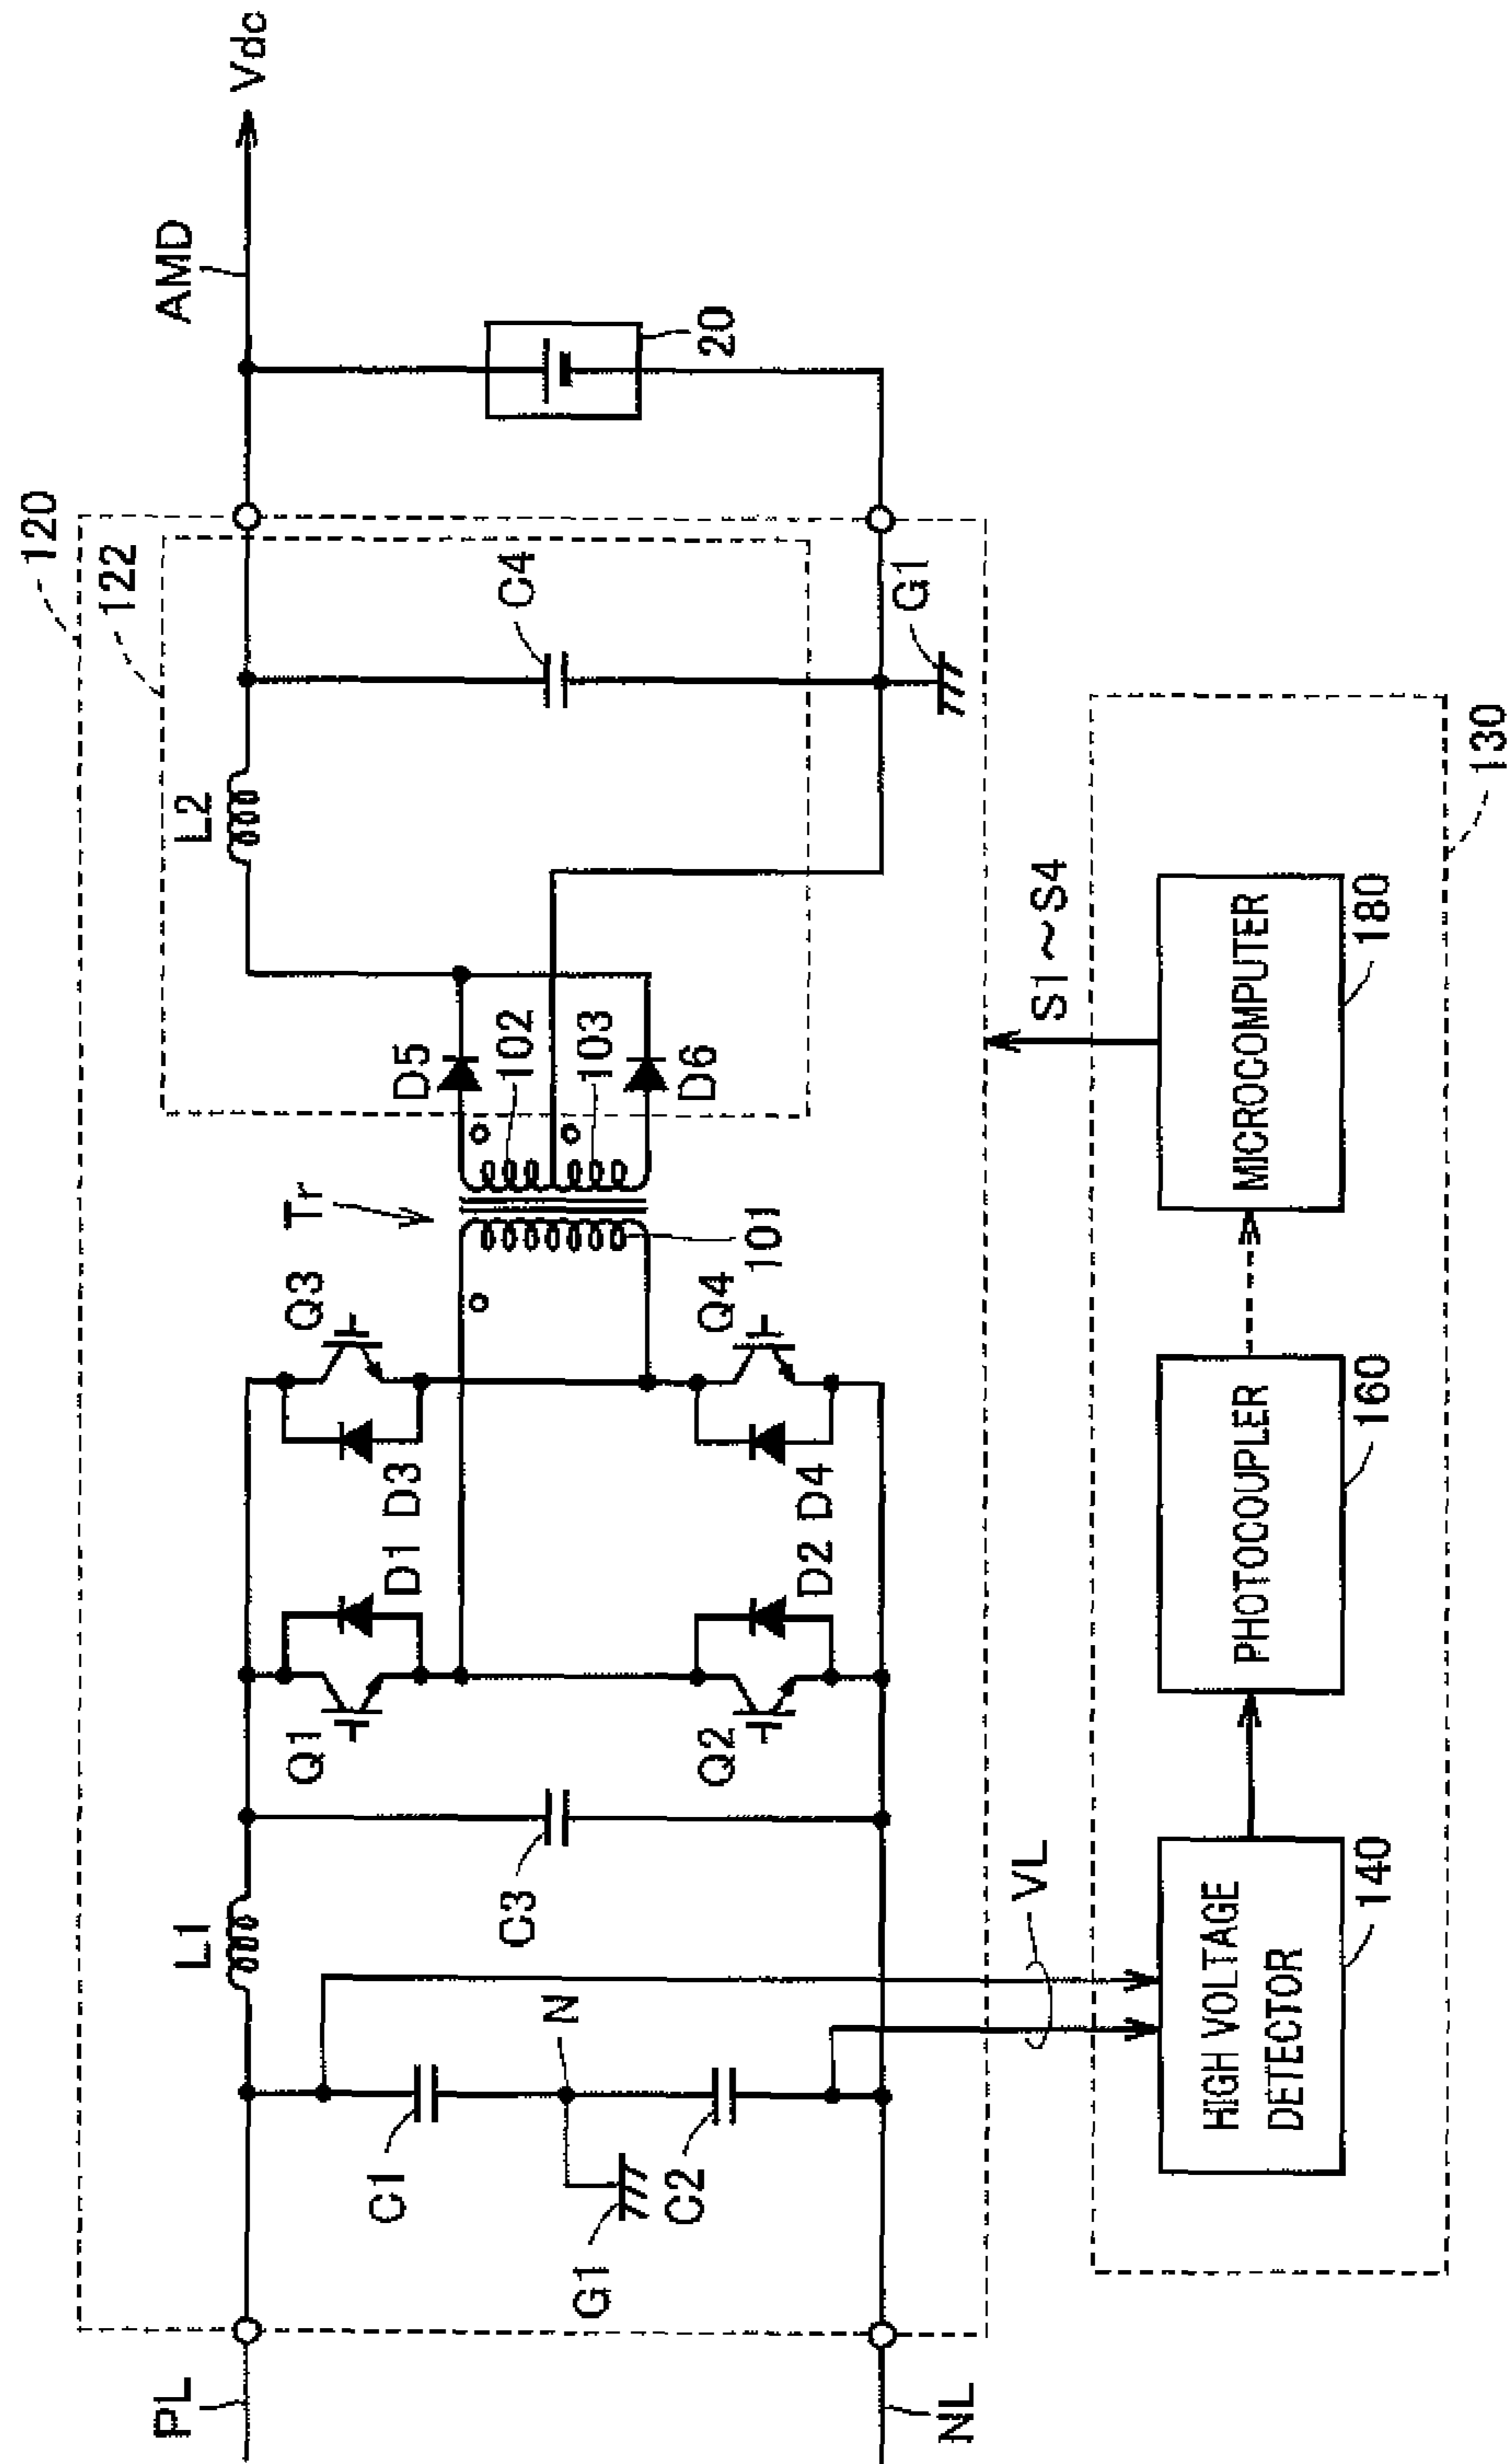 120
122
L1
L2
AMD
Vdc
PL
NL
Q1
D1
D3
Q3
Tr
D5
102
103
D6
101
C1
N
G1
C2
C3
Q2
D2
D4
Q4
C4
G1
20
VL
S1~S4
HIGH VOLTAGE
DETECTOR
140
PHOTOCOUPLER
160
MICROCOMPUTER
180
130